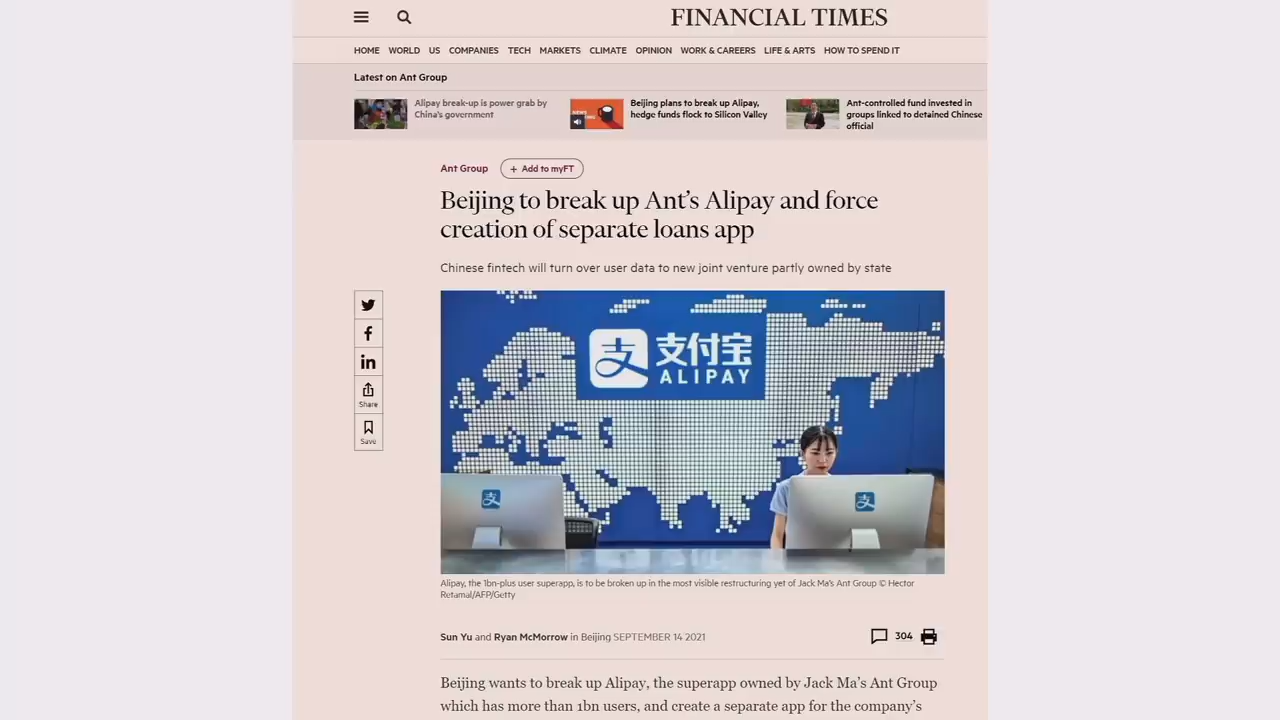 FINANCIAL TIMES
HOME WORLD US COMPANIES TECH MARKETS CLIMATE OPINION WORK & CAREERS LIFE & ARTS HOW TO SPEND IT
Latest on Ant Group
Alipay break-up is power grab by
China's government
Beijing plans to break up Alipay,
hedge funds flock to Silicon Valley
Ant-controlled fund invested in
groups linked to detained Chinese
official
Ant Group + Add to myFT
Beijing to break up Ant's Alipay and force
creation of separate loans app
Chinese fintech will turn over user data to new joint venture partly owned by state
Share
Save
支 支付宝
ALIPAY
支
支
Alipay, the 1bn-plus user superapp, is to be broken up in the most visible restructuring yet of Jack Ma's Ant Group © Hector
Retamal/AFP/Getty
Sun Yu and Ryan McMorrow in Beijing SEPTEMBER 14 2021
304
Beijing wants to break up Alipay, the superapp owned by Jack Ma's Ant Group
which has more than 1bn users, and create a separate app for the company's